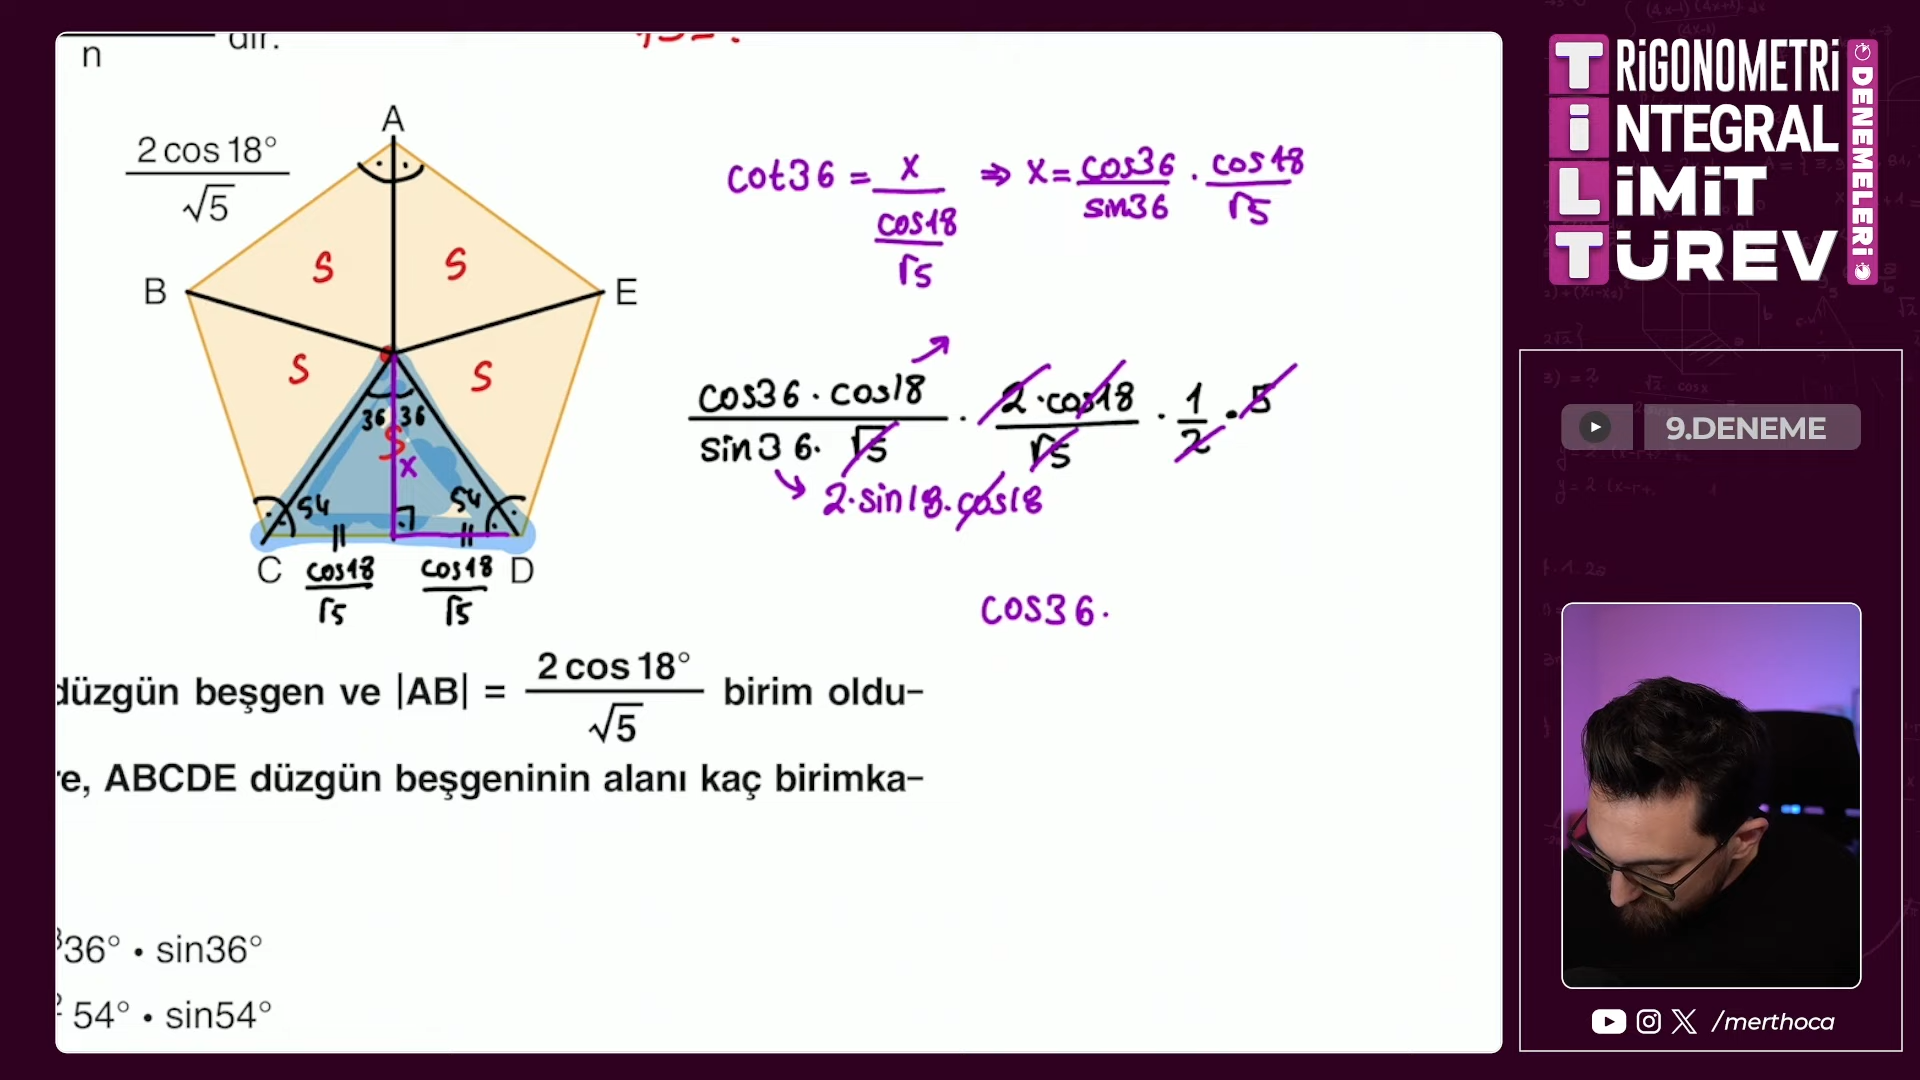 n
dir.
2 cos 18°
√5
A
B
E
S
S
S
S
S
36 36
x
54
54
C
D
cos18
√5
cos18
√5
cot36 = x / (cos18 / √5) ⇒ x = cos36 / sin36 · cos18 / √5
cos36 · cos18 / sin36 · √5 · 2 · cos18 / √5 · 1/2 · 5
2·sin18·cos18
cos36·
düzgün beşgen ve |AB| = 2 cos 18° / √5 birim oldu–
re, ABCDE düzgün beşgeninin alanı kaç birimka–
36° • sin36°
54° • sin54°
TRiGONOMETRi
iNTEGRAL
LiMiT
TÜREV
DENEMELERi
9.DENEME
/merthoca